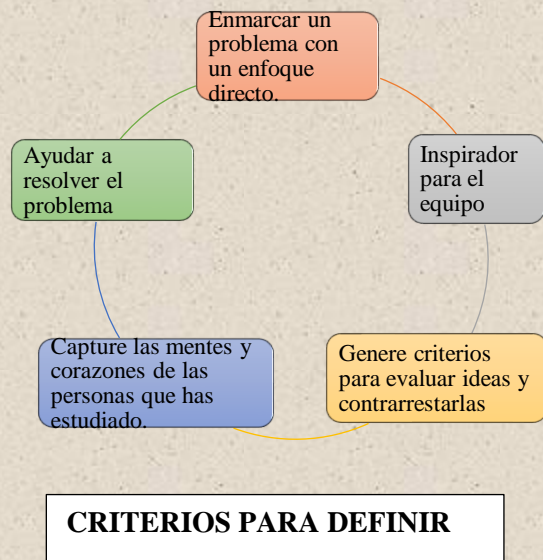 Enmarcar un
problema con
un enfoque
directo.
Inspirador
para el
equipo
Genere criterios
para evaluar ideas y
contrarrestarlas
Capture las mentes y
corazones de las
personas que has
estudiado.
Ayudar a
resolver el
problema
CRITERIOS PARA DEFINIR